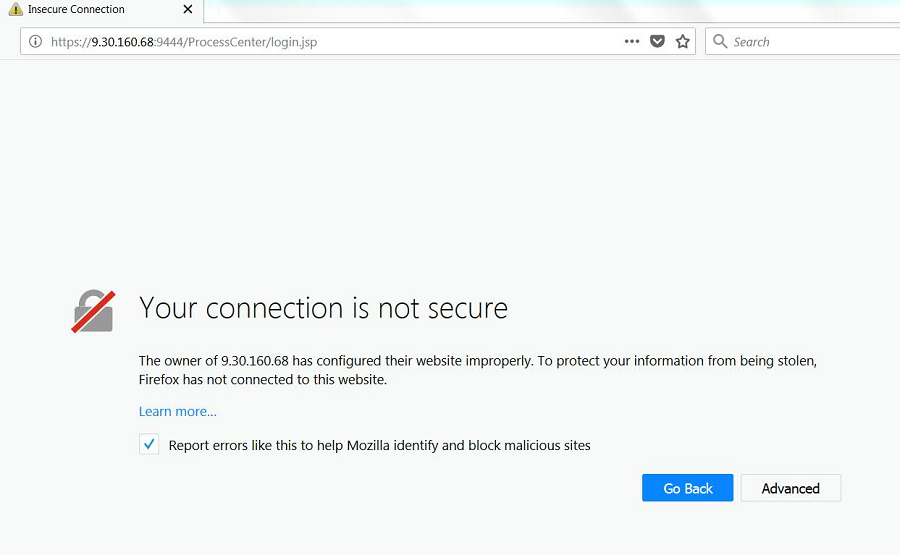 Insecure Connection
https://9.30.160.68:9444/ProcessCenter/login.jsp
Search
Your connection is not secure
The owner of 9.30.160.68 has configured their website improperly. To protect your information from being stolen,
Firefox has not connected to this website.
Learn more...
Report errors like this to help Mozilla identify and block malicious sites
Go Back
Advanced